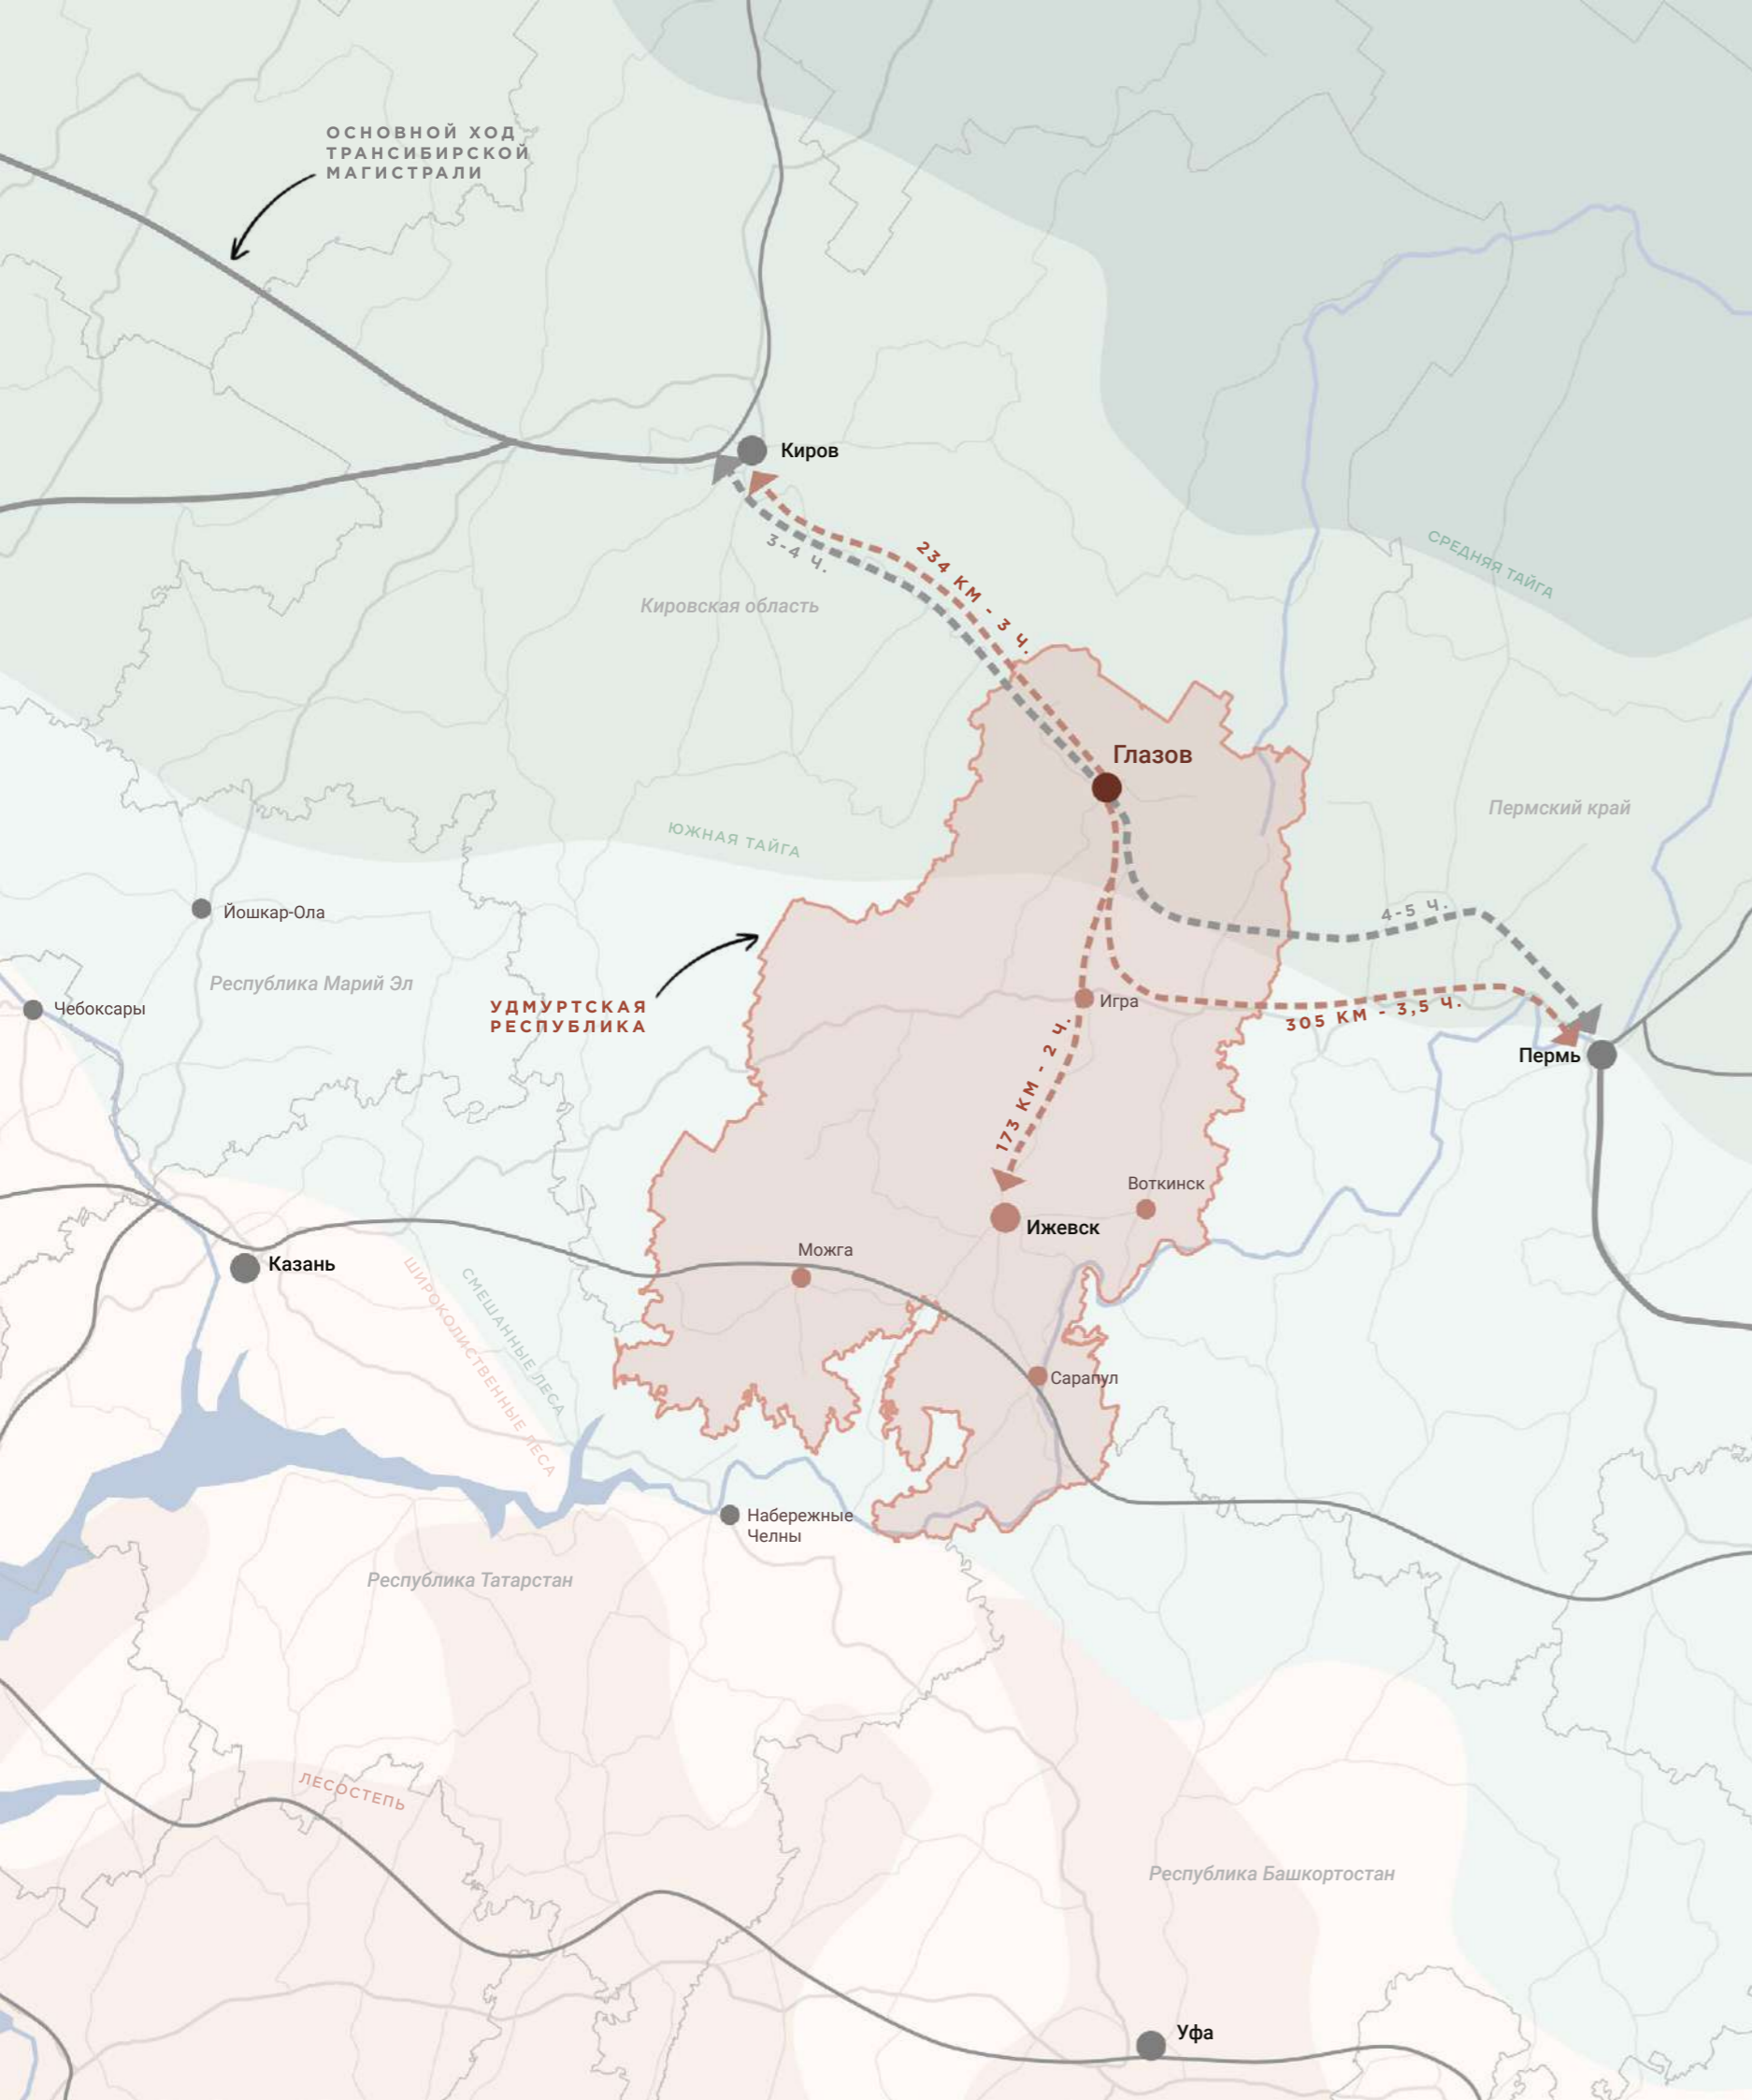 ОСНОВНОЙ ХОД
ТРАНСИБИРСКОЙ
МАГИСТРАЛИ
Киров
3-4 Ч.
234 КМ - 3 Ч.
СРЕДНЯЯ ТАЙГА
Кировская область
Глазов
Пермский край
ЮЖНАЯ ТАЙГА
Йошкар-Ола
4-5 Ч.
Республика Марий Эл
Чебоксары
УДМУРТСКАЯ
РЕСПУБЛИКА
Игра
305 КМ - 3,5 Ч.
Пермь
173 КМ - 2 Ч.
Воткинск
Ижевск
Можга
Казань
ШИРОКОЛИСТВЕННЫЕ ЛЕСА
СМЕШАННЫЕ ЛЕСА
Сарапул
Набережные
Челны
Республика Татарстан
ЛЕСОСТЕПЬ
Республика Башкортостан
Уфа